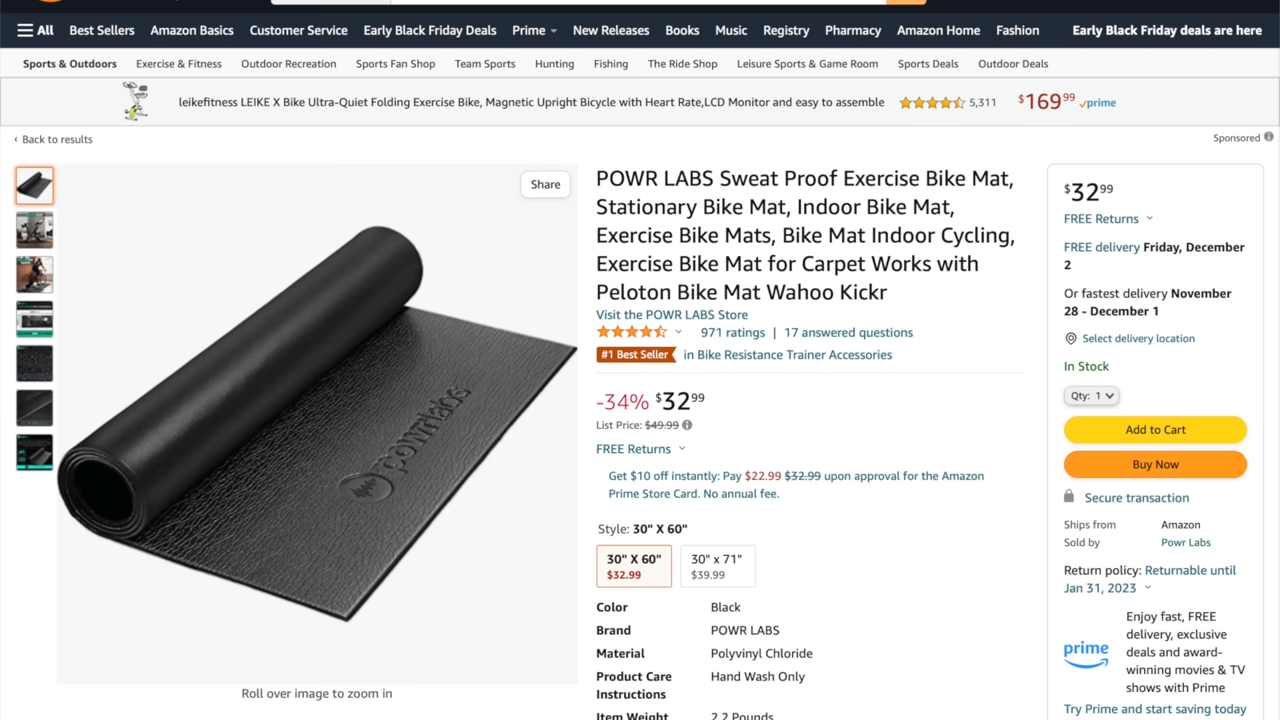 All Best Sellers Amazon Basics Customer Service Early Black Friday Deals Prime New Releases Books Music Registry Pharmacy Amazon Home Fashion Early Black Friday deals are here
Sports & Outdoors Exercise & Fitness Outdoor Recreation Sports Fan Shop Team Sports Hunting Fishing The Ride Shop Leisure Sports & Game Room Sports Deals Outdoor Deals
leikefitness LEIKE X Bike Ultra-Quiet Folding Exercise Bike, Magnetic Upright Bicycle with Heart Rate,LCD Monitor and easy to assemble 5,311 $16999 prime
‹ Back to results
Sponsored
Share
powrlabs
Roll over image to zoom in
POWR LABS Sweat Proof Exercise Bike Mat,
Stationary Bike Mat, Indoor Bike Mat,
Exercise Bike Mats, Bike Mat Indoor Cycling,
Exercise Bike Mat for Carpet Works with
Peloton Bike Mat Wahoo Kickr
Visit the POWR LABS Store
971 ratings | 17 answered questions
#1 Best Seller in Bike Resistance Trainer Accessories
-34% $3299
List Price: $49.99
FREE Returns
Get $10 off instantly: Pay $22.99 $32.99 upon approval for the Amazon
Prime Store Card. No annual fee.
Style: 30" X 60"
30" X 60" 30" x 71"
$32.99 $39.99
Color Black
Brand POWR LABS
Material Polyvinyl Chloride
Product Care Hand Wash Only
Instructions
Item Weight 2.2 Pounds
$3299
FREE Returns
FREE delivery Friday, December
2
Or fastest delivery November
28 - December 1
Select delivery location
In Stock
Qty: 1
Add to Cart
Buy Now
Secure transaction
Ships from Amazon
Sold by Powr Labs
Return policy: Returnable until
Jan 31, 2023
Enjoy fast, FREE
delivery, exclusive
deals and award-
winning movies & TV
shows with Prime
prime
Try Prime and start saving today